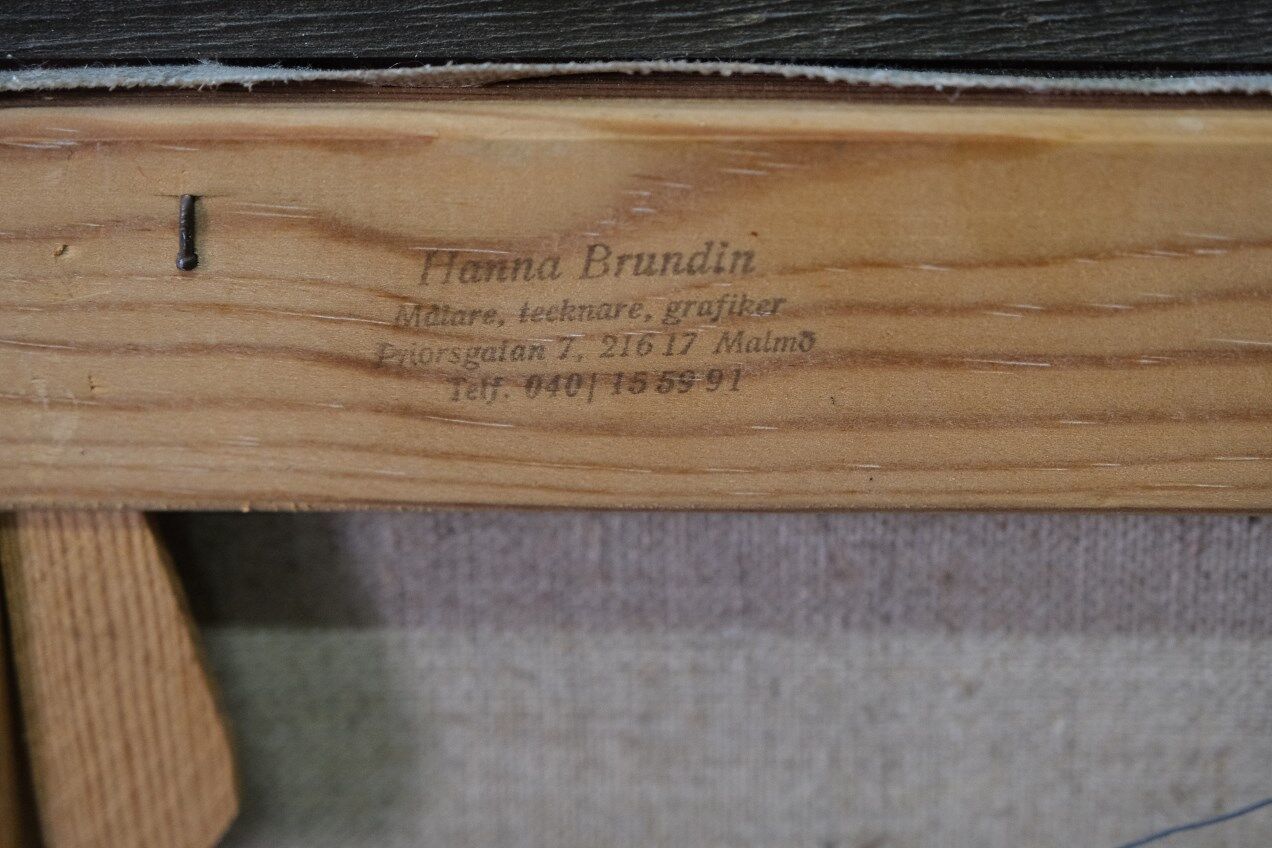 Hanna Brundin
Målare, tecknare, grafiker
Priorsgatan 7, 216 17 Malmö
Telf. 040/ 15 59 91